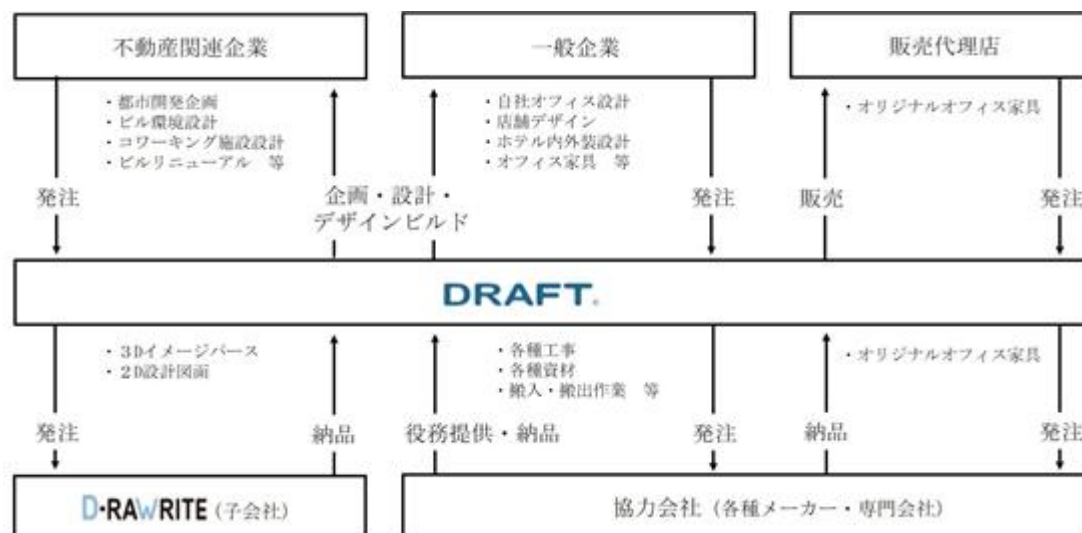 不動産関連企業
一般企業
販売代理店
・都市開発企画
・ビル環境設計
・コワーキング施設設計
・ビルリニューアル 等
・自社オフィス設計
・店舗デザイン
・ホテル内外装設計
・オフィス家具 等
・オリジナルオフィス家具
発注
企画・設計・
デザインビルド
発注
販売
発注
DRAFT
・3Dイメージパース
・2D設計図面
・各種工事
・各種資材
・搬入・搬出作業 等
・オリジナルオフィス家具
発注
納品
役務提供・納品
発注
納品
発注
D・RAWRITE (子会社)
協力会社 (各種メーカー・専門会社)